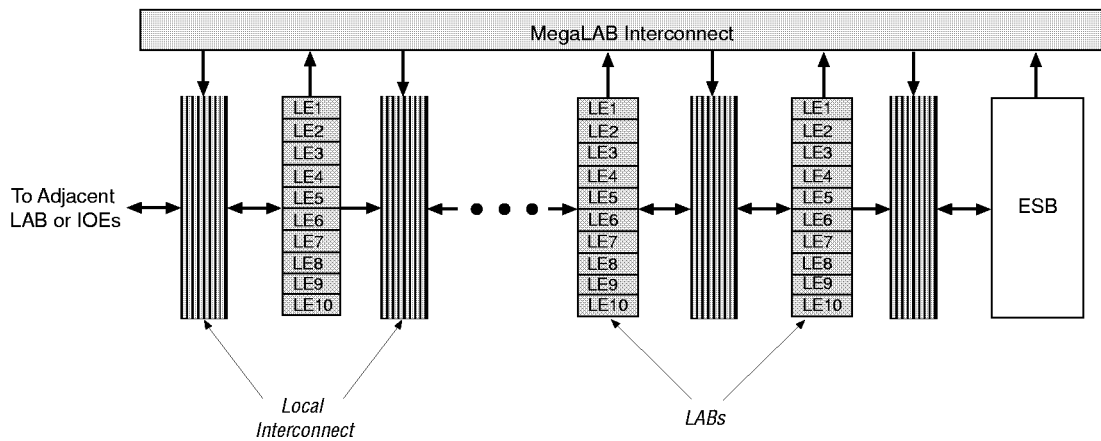 MegaLAB Interconnect
LE1
LE2
LE3
LE4
LE5
LE6
LE7
LE8
LE9
LE10
LE1
LE2
LE3
LE4
LE5
LE6
LE7
LE8
LE9
LE10
LE1
LE2
LE3
LE4
LE5
LE6
LE7
LE8
LE9
LE10
To Adjacent
LAB or IOEs
ESB
Local
Interconnect
LABs